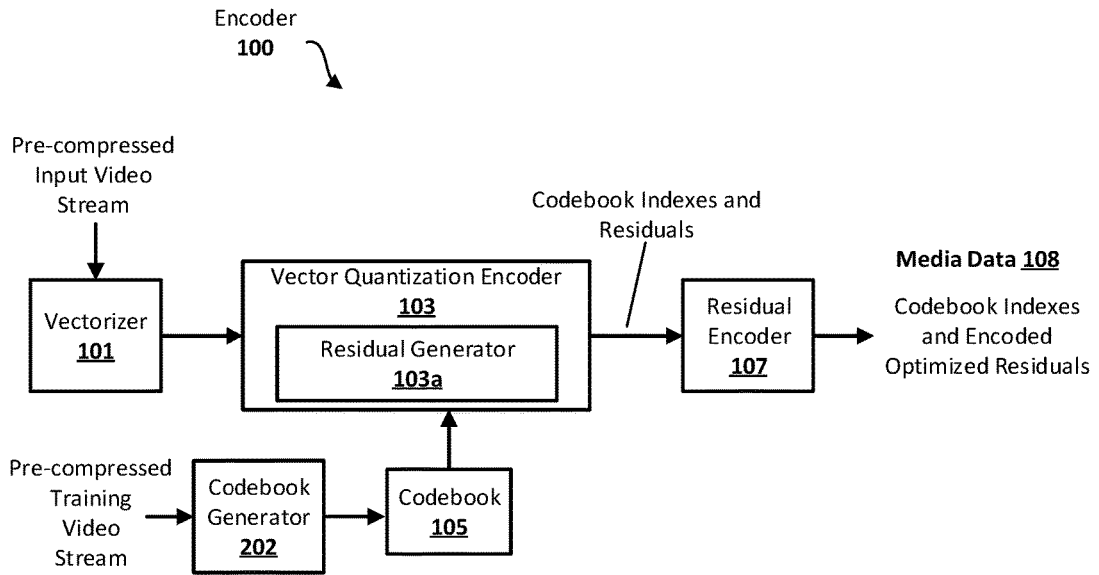 Encoder
100
Pre-compressed
Input Video
Stream
Codebook Indexes and
Residuals
Vectorizer
101
Vector Quantization Encoder
103
Residual Generator
103a
Residual
Encoder
107
Media Data 108
Codebook Indexes
and Encoded
Optimized Residuals
Pre-compressed
Training
Video
Stream
Codebook
Generator
202
Codebook
105